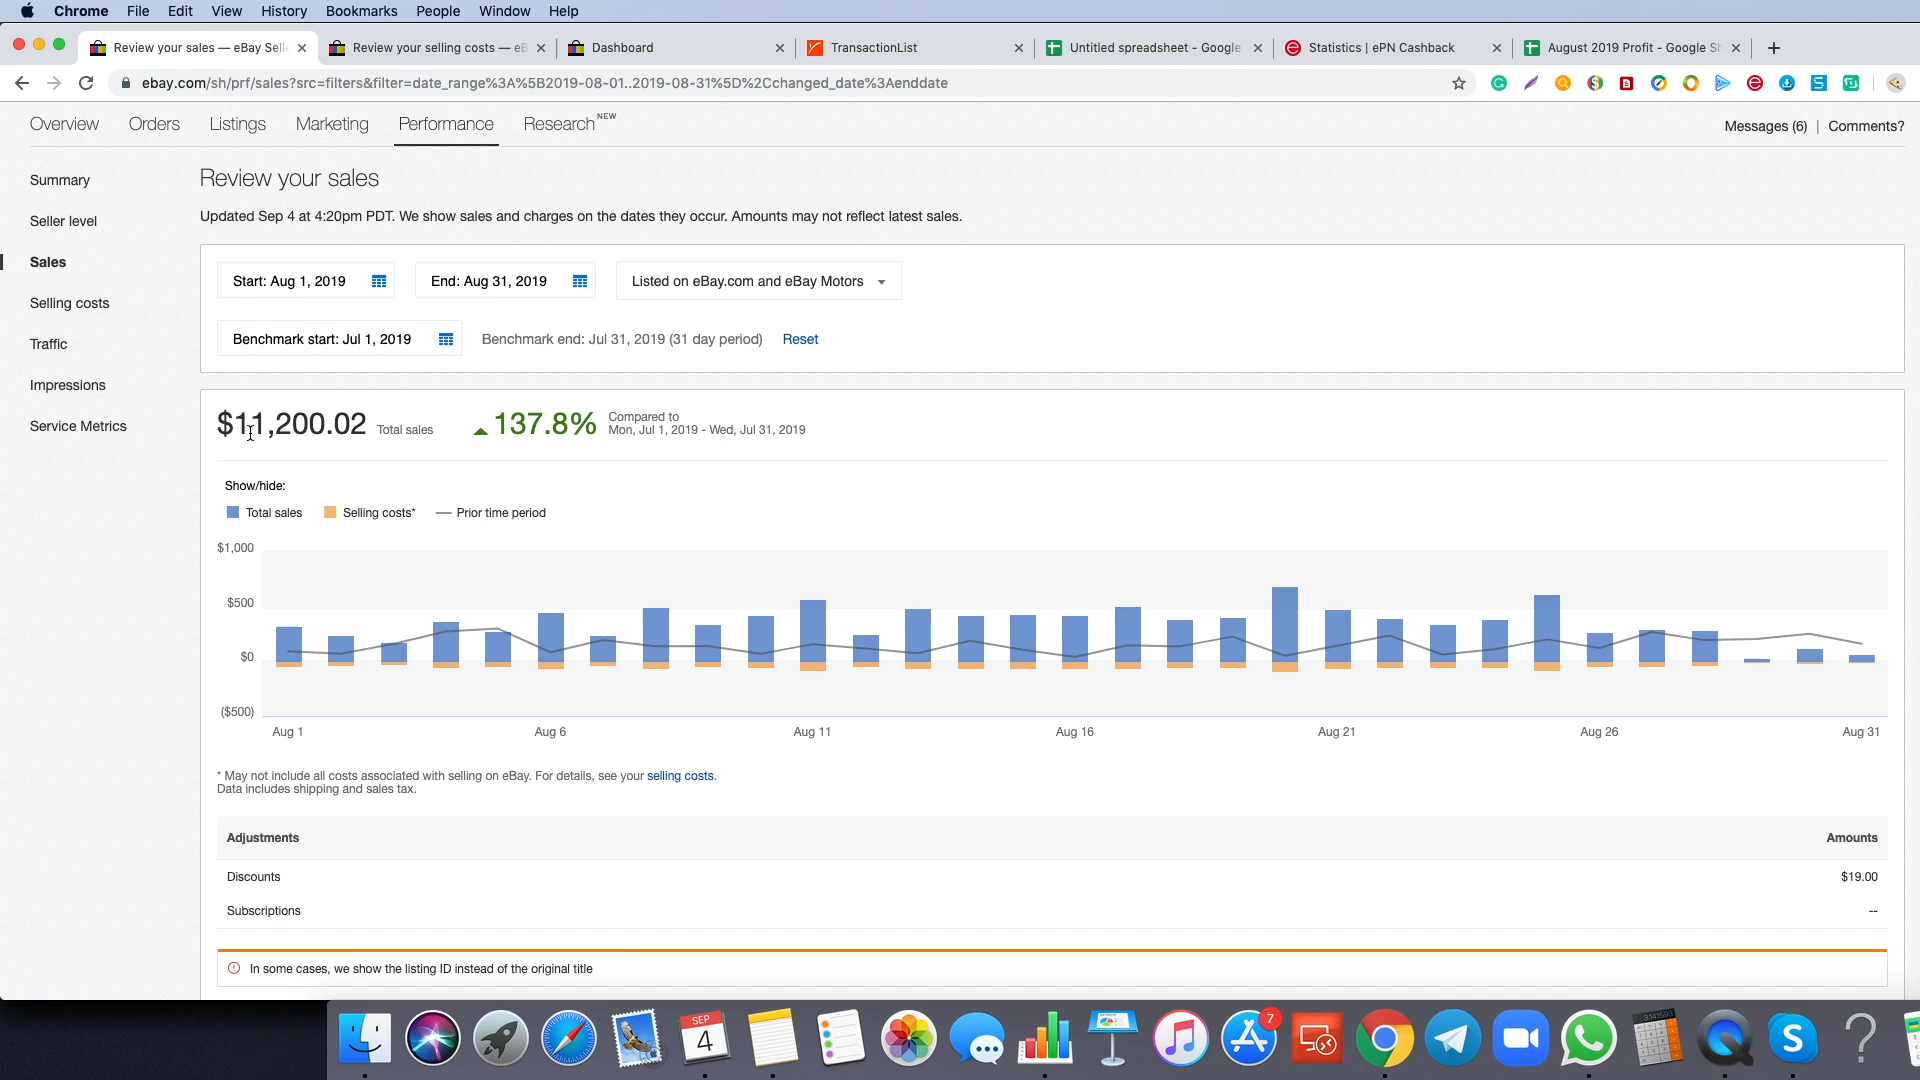 Chrome File Edit View History Bookmarks People Window Help
Review your sales — eBay Selle
Review your selling costs — eB
Dashboard
TransactionList
Untitled spreadsheet - Google
Statistics | ePN Cashback
August 2019 Profit - Google Sh
ebay.com/sh/prf/sales?src=filters&filter=date_range%3A%5B2019-08-01..2019-08-31%5D%2Cchanged_date%3Aenddate
Overview Orders Listings Marketing Performance Research NEW
Messages (6) | Comments?
Summary
Seller level
Sales
Selling costs
Traffic
Impressions
Service Metrics
Review your sales
Updated Sep 4 at 4:20pm PDT. We show sales and charges on the dates they occur. Amounts may not reflect latest sales.
Start: Aug 1, 2019 End: Aug 31, 2019 Listed on eBay.com and eBay Motors
Benchmark start: Jul 1, 2019 Benchmark end: Jul 31, 2019 (31 day period) Reset
$11,200.02 Total sales 137.8% Compared to
Mon, Jul 1, 2019 - Wed, Jul 31, 2019
Show/hide:
Total sales Selling costs* Prior time period
$1,000
$500
$0
($500)
Aug 1 Aug 6 Aug 11 Aug 16 Aug 21 Aug 26 Aug 31
* May not include all costs associated with selling on eBay. For details, see your selling costs.
Data includes shipping and sales tax.
Adjustments Amounts
Discounts $19.00
Subscriptions --
In some cases, we show the listing ID instead of the original title
SEP
4
7